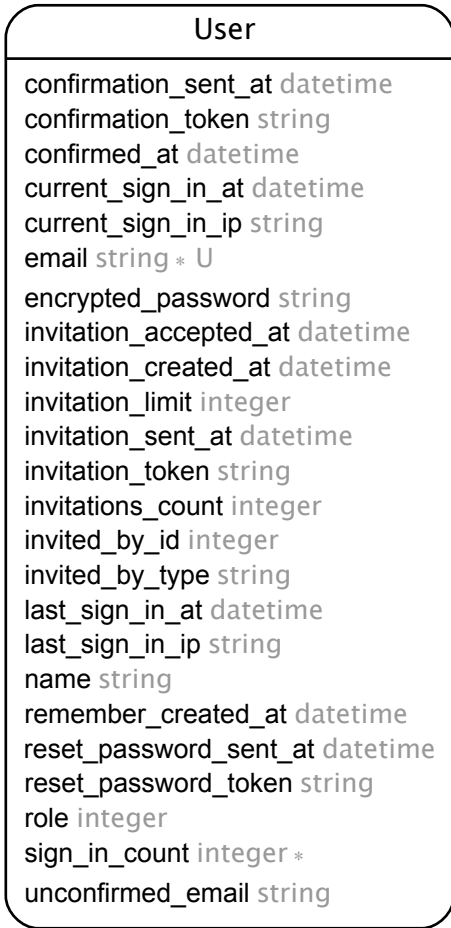 User
confirmation_sent_at datetime
confirmation_token string
confirmed_at datetime
current_sign_in_at datetime
current_sign_in_ip string
email string * U
encrypted_password string
invitation_accepted_at datetime
invitation_created_at datetime
invitation_limit integer
invitation_sent_at datetime
invitation_token string
invitations_count integer
invited_by_id integer
invited_by_type string
last_sign_in_at datetime
last_sign_in_ip string
name string
remember_created_at datetime
reset_password_sent_at datetime
reset_password_token string
role integer
sign_in_count integer *
unconfirmed_email string